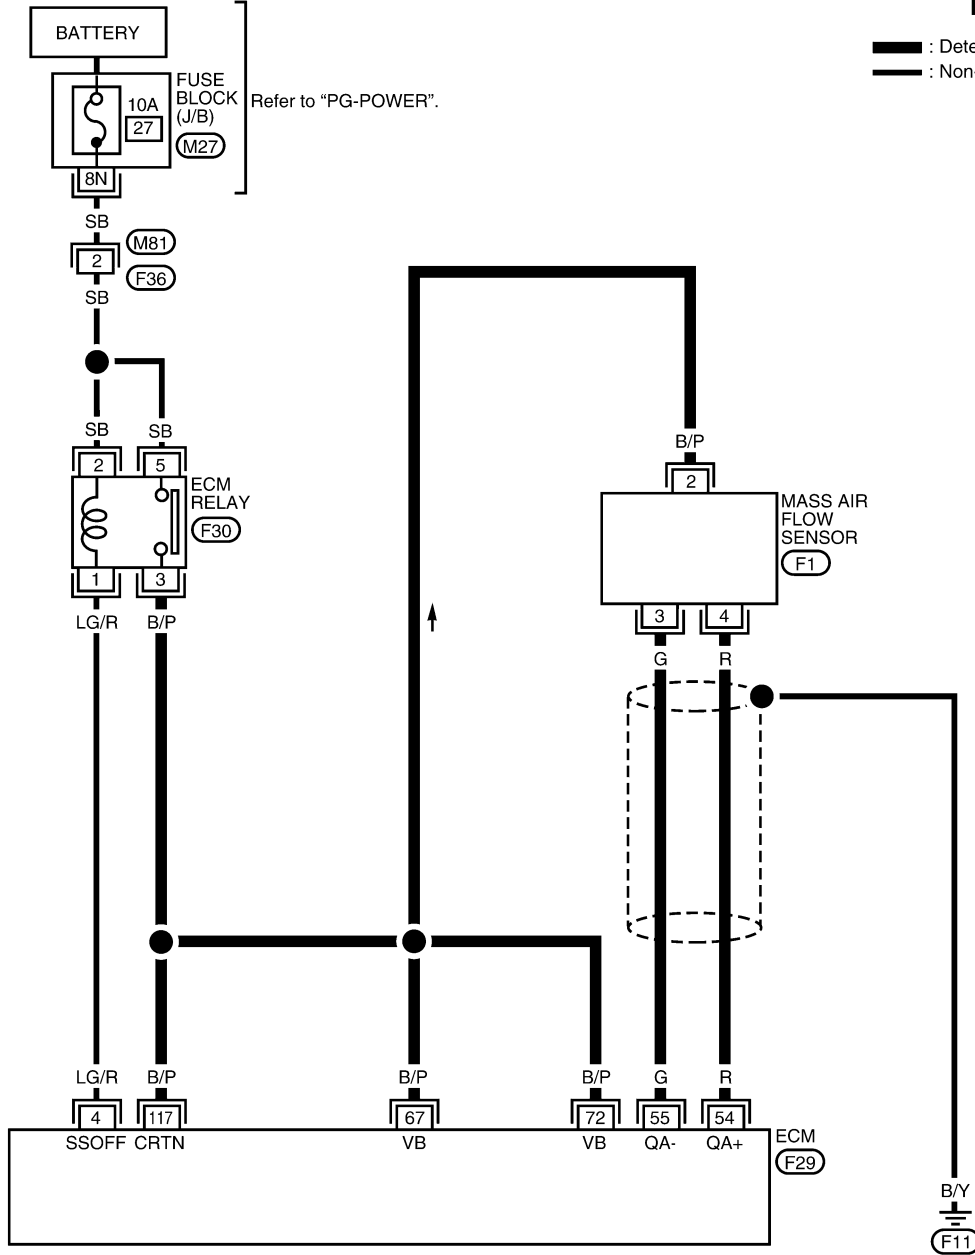 BATTERY
: Dete
: Non-
FUSE
BLOCK
(J/B)
Refer to “PG-POWER”.
10A
27
M27
8N
SB
M81
2
F36
SB
SB
SB
B/P
2
5
2
ECM
RELAY
F30
MASS AIR
FLOW
SENSOR
F1
1
3
3
4
LG/R
B/P
G
R
LG/R
B/P
B/P
B/P
G
R
4
117
67
72
55
54
SSOFF
CRTN
VB
VB
QA-
QA+
ECM
F29
B/Y
F11